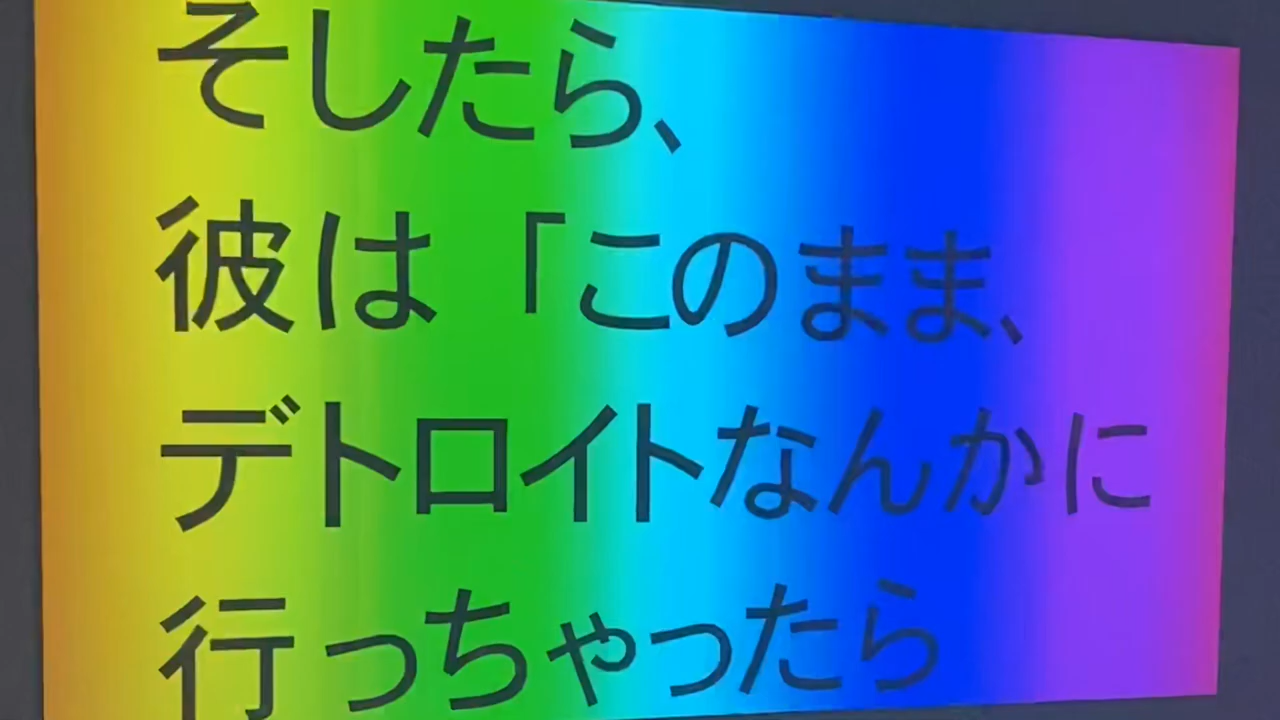 そしたら、
彼は「このまま、
デトロイトなんかに
行っちゃったら